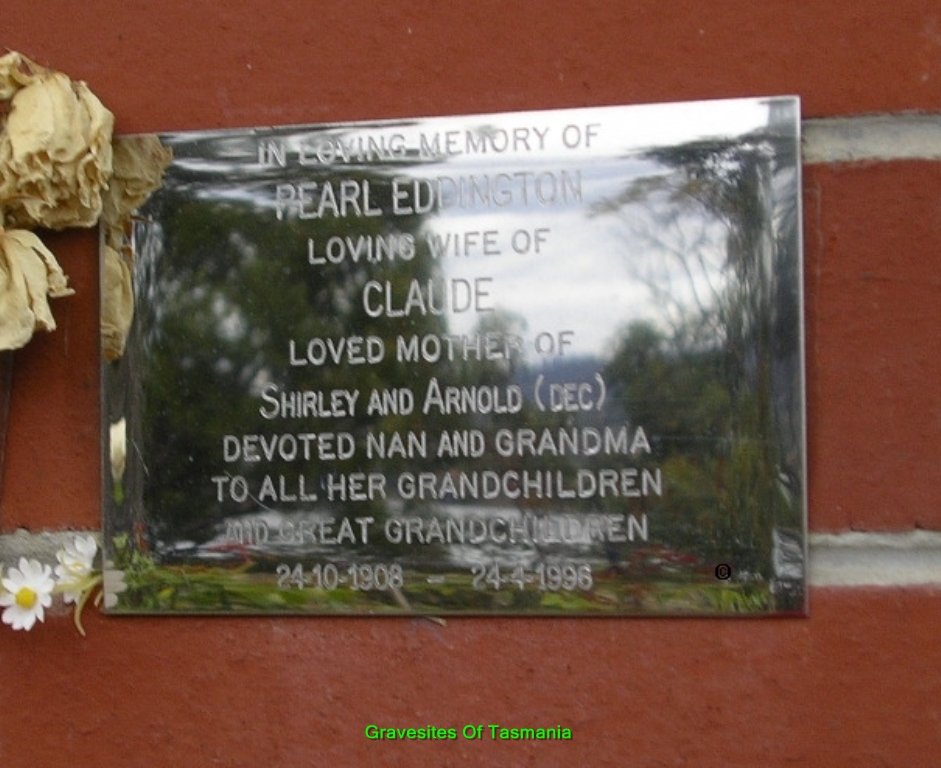 IN LOVING MEMORY OF
PEARL EDDINGTON
LOVING WIFE OF
CLAUDE
LOVED MOTHER OF
SHIRLEY AND ARNOLD (DEC)
DEVOTED NAN AND GRANDMA
TO ALL HER GRANDCHILDREN
AND GREAT GRANDCHILDREN
24-10-1908 – 24-4-1996
©
Gravesites Of Tasmania